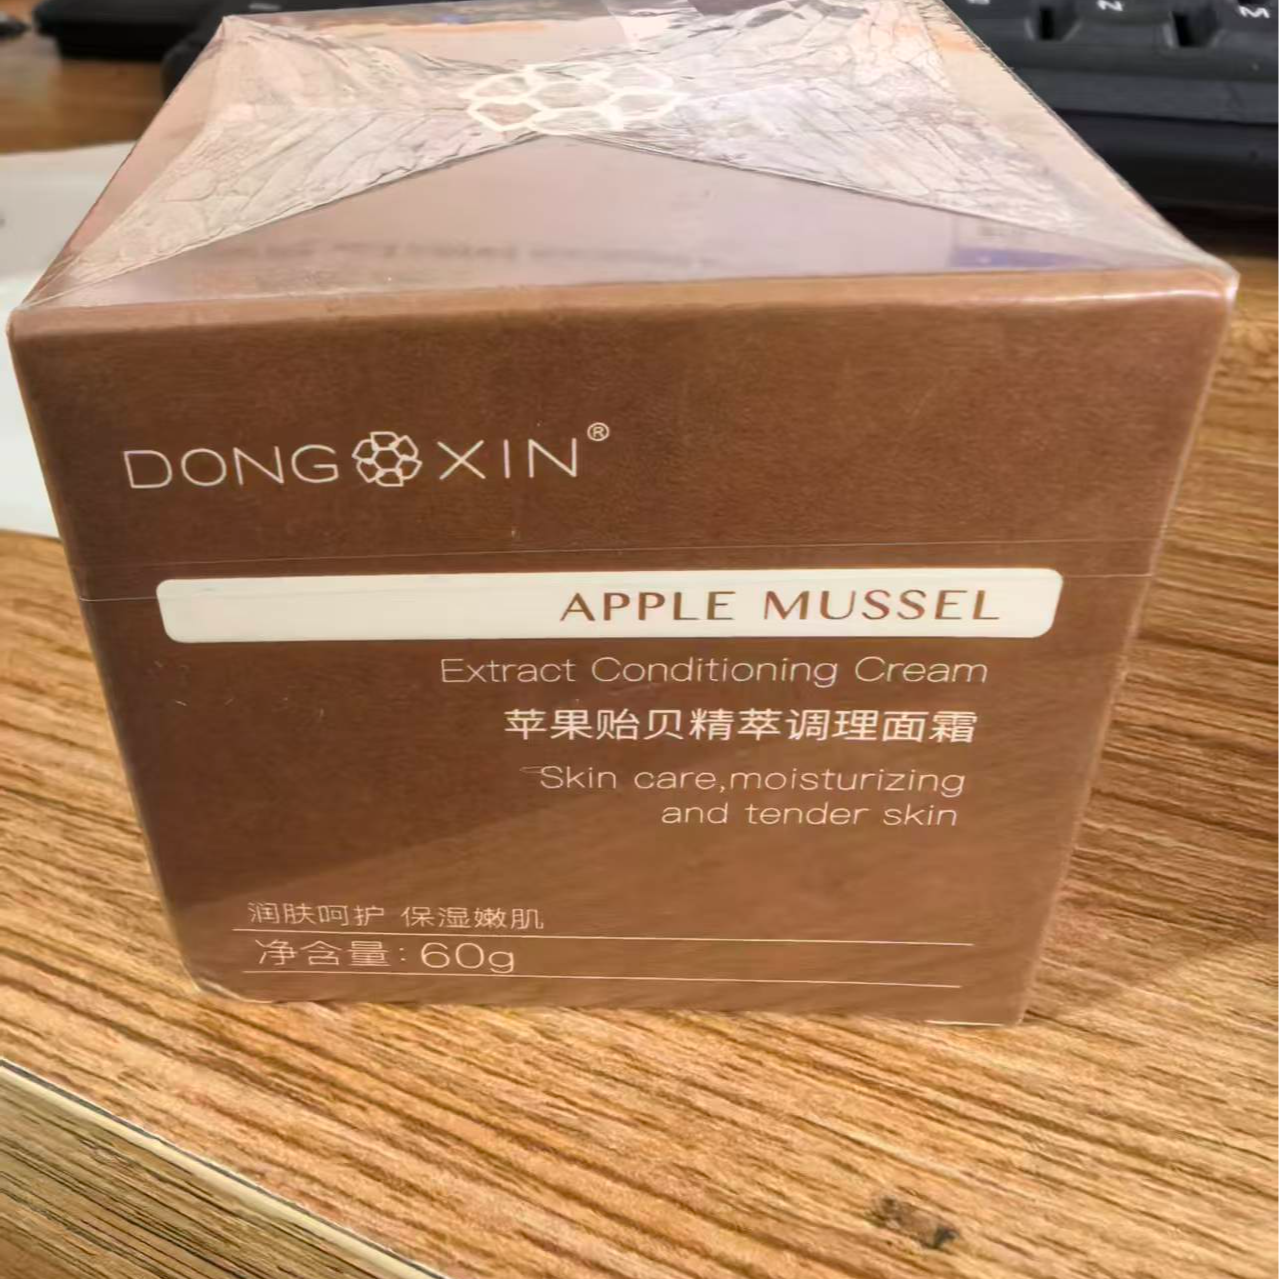 DONG XIN®
APPLE MUSSEL
Extract Conditioning Cream
苹果贻贝精萃调理面霜
Skin care,moisturizing
and tender skin
润肤呵护 保湿嫩肌
净含量:60g